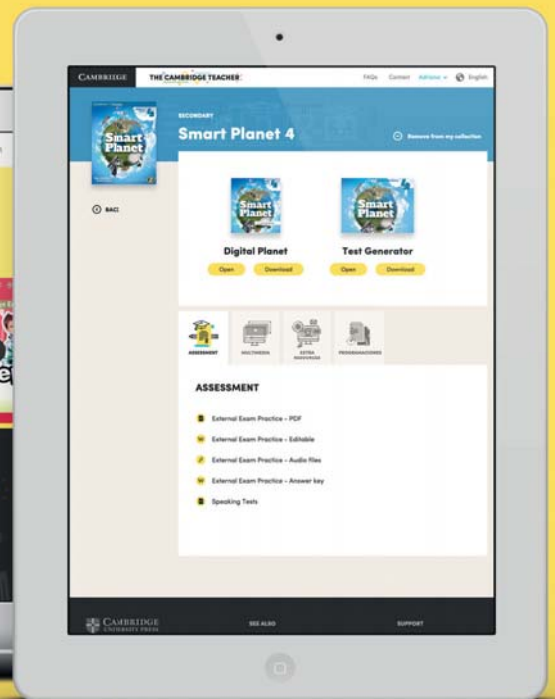 CAMBRIDGE
THE CAMBRIDGE TEACHER
FAQs Contact Adriana English
SECONDARY
Smart Planet 4
Remove from my collection
Smart
Planet
BACK
Smart
Planet
Smart
Planet
Digital Planet
Test Generator
Open Download
Open Download
ASSESSMENT
MULTIMEDIA
EXTRA
RESOURCES
PROGRAMACIONES
ASSESSMENT
External Exam Practice - PDF
External Exam Practice - Editable
External Exam Practice - Audio files
External Exam Practice - Answer key
Speaking Tests
CAMBRIDGE
UNIVERSITY PRESS
SEE ALSO
SUPPORT